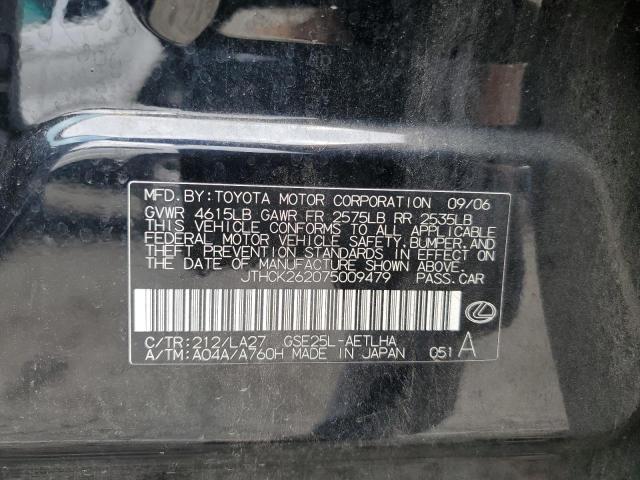 MFD. BY: TOYOTA MOTOR CORPORATION 09/06
GVWR 4615LB GAWR FR 2575LB RR 2535LB
THIS VEHICLE CONFORMS TO ALL APPLICABLE
FEDERAL MOTOR VEHICLE SAFETY, BUMPER, AND
THEFT PREVENTION STANDARDS IN EFFECT ON
THE DATE OF MANUFACTURE SHOWN ABOVE.
JTHCK262075009479 PASS. CAR
C/TR: 212/LA27 GSE25L-AETLHA
A/TM: A04A/A760H MADE IN JAPAN 051 A